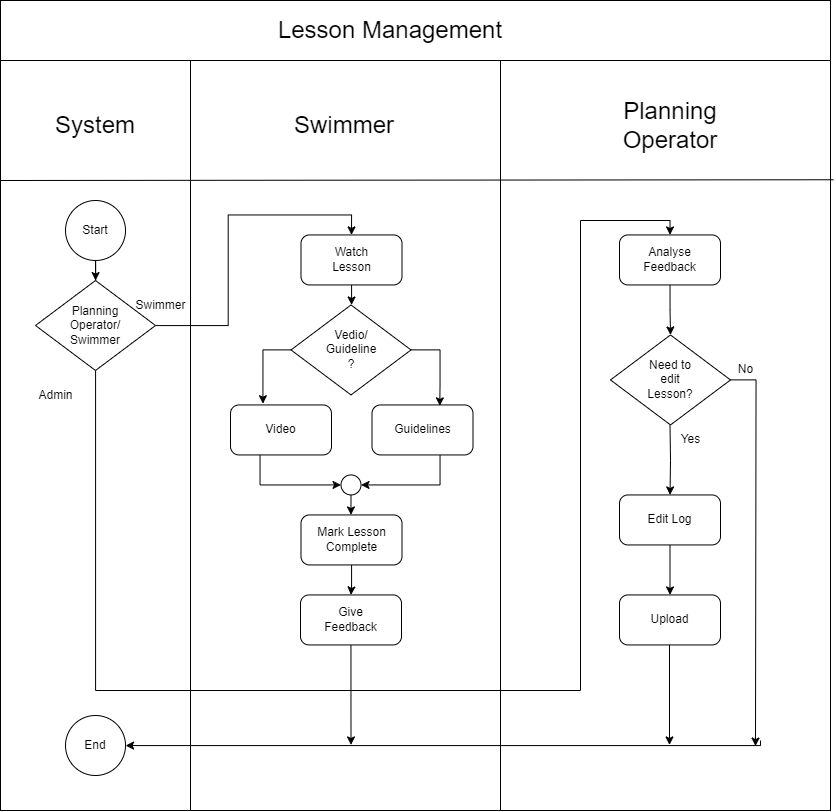 Lesson Management
System
Swimmer
Planning
Operator
Start
Planning
Operator/
Swimmer
Swimmer
Admin
End
Watch
Lesson
Vedio/
Guideline
?
Video
Guidelines
Mark Lesson
Complete
Give
Feedback
Analyse
Feedback
Need to
edit
Lesson?
No
Yes
Edit Log
Upload